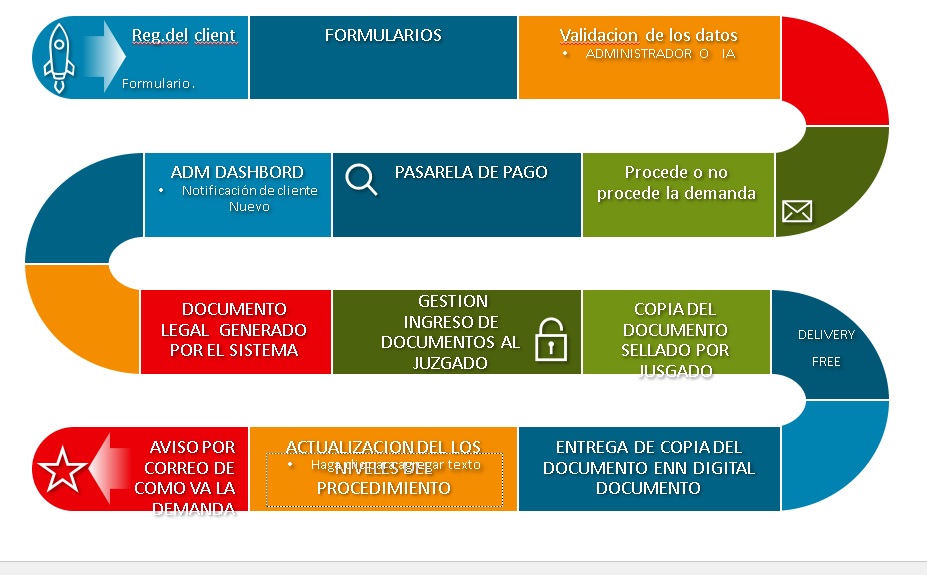 Reg.del client
Formulario.
FORMULARIOS
Validacion de los datos
• ADMINISTRADOR O IA
ADM DASHBORD
• Notificación de cliente
Nuevo
PASARELA DE PAGO
Procede o no
procede la demanda
DOCUMENTO
LEGAL GENERADO
POR EL SISTEMA
GESTION
INGRESO DE
DOCUMENTOS AL
JUZGADO
COPIA DEL
DOCUMENTO
SELLADO POR
JUSGADO
DELIVERY
FREE
AVISO POR
CORREO DE
COMO VA LA
DEMANDA
ACTUALIZACION DEL LOS
NIVELES DEL
PROCEDIMIENTO
• Haga clic para agregar texto
ENTREGA DE COPIA DEL
DOCUMENTO ENN DIGITAL
DOCUMENTO